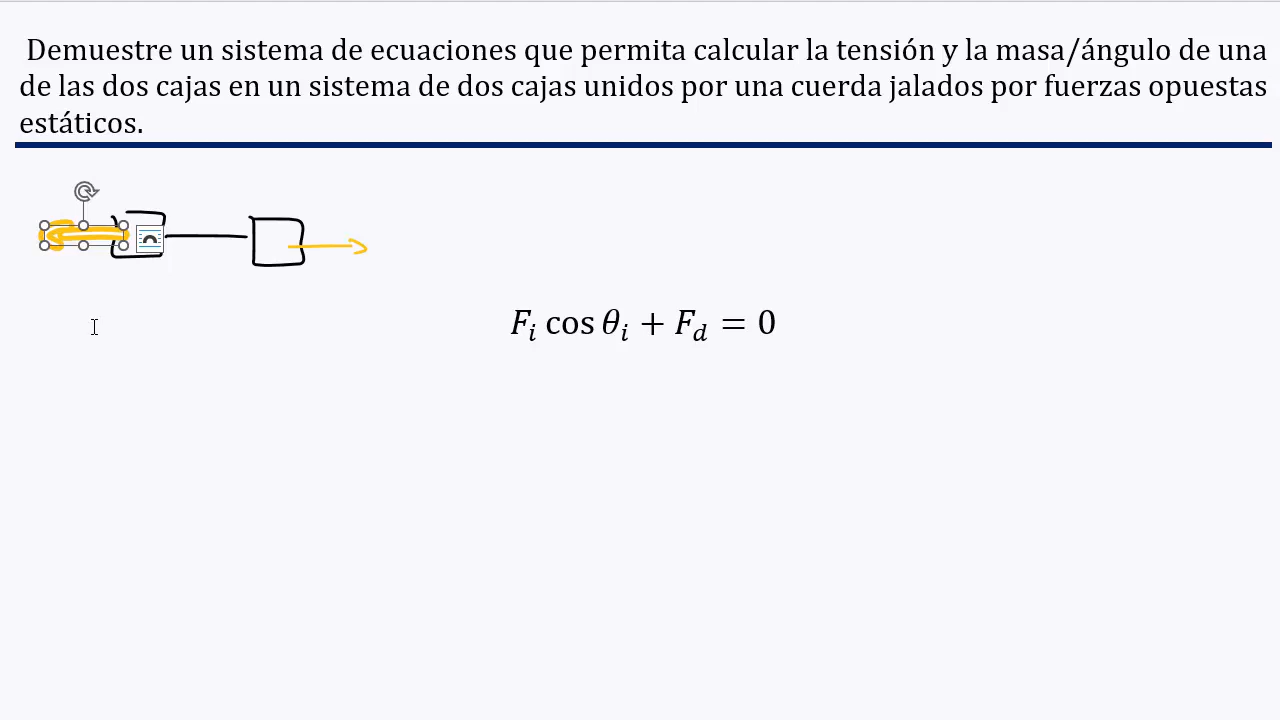 Demuestre un sistema de ecuaciones que permita calcular la tensión y la masa/ángulo de una
de las dos cajas en un sistema de dos cajas unidos por una cuerda jalados por fuerzas opuestas
estáticos.
F_i cos θ_i + F_d = 0